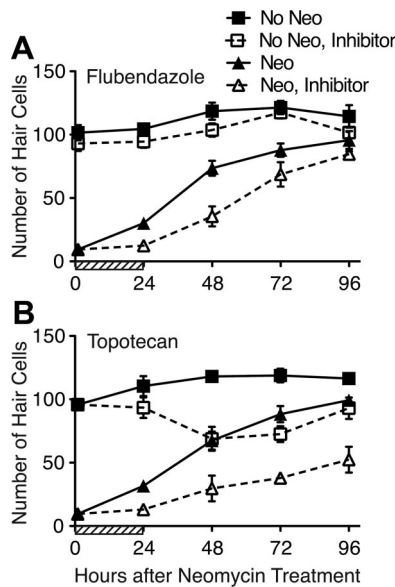 No Neo
No Neo, Inhibitor
Neo
Neo, Inhibitor
A
Flubendazole
Number of Hair Cells
150
100
50
0
0 24 48 72 96
B
Topotecan
Number of Hair Cells
150
100
50
0
0 24 48 72 96
Hours after Neomycin Treatment